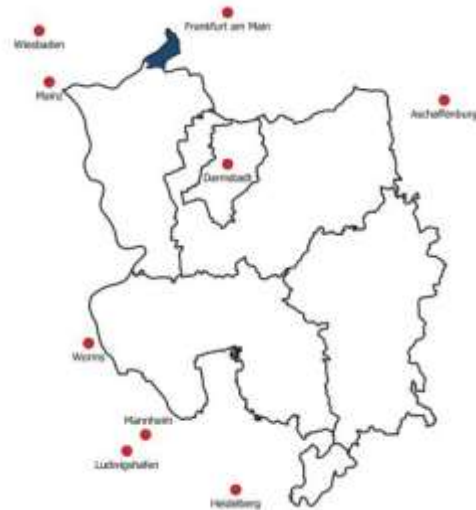 Frankfurt am Main
Wiesbaden
Mainz
Aschaffenburg
Darmstadt
Worms
Mannheim
Ludwigshafen
Heidelberg